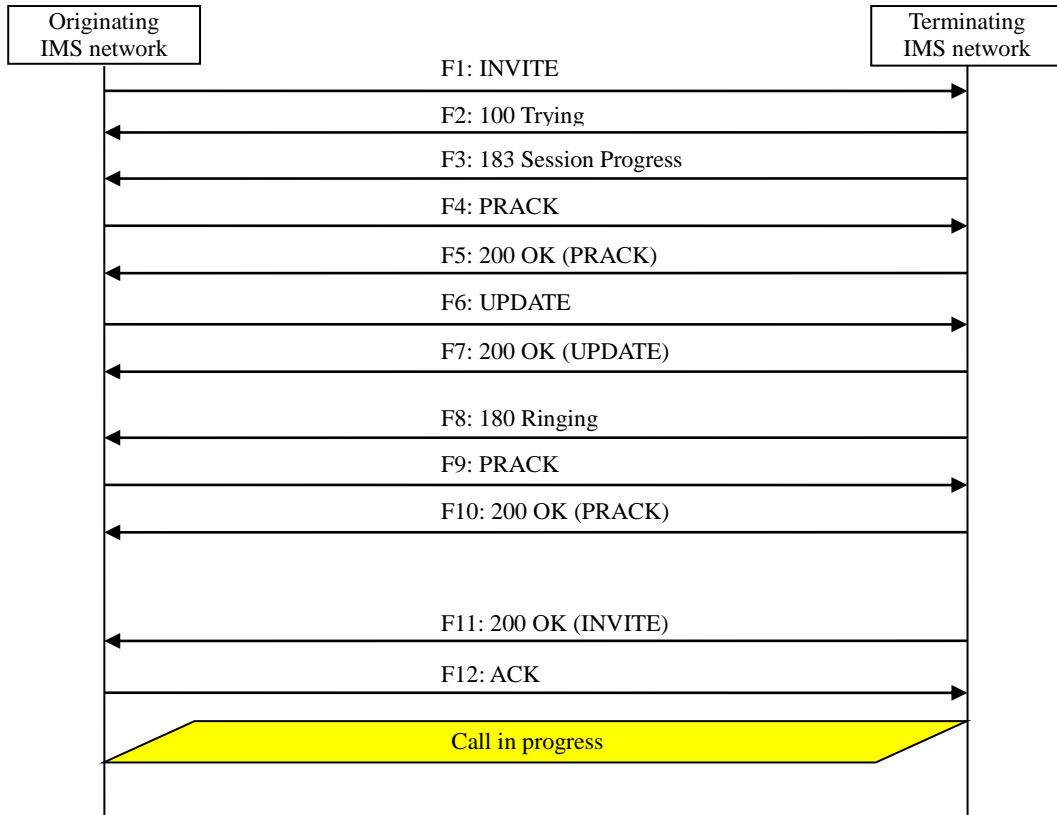 Originating
IMS network
Terminating
IMS network
F1: INVITE
F2: 100 Trying
F3: 183 Session Progress
F4: PRACK
F5: 200 OK (PRACK)
F6: UPDATE
F7: 200 OK (UPDATE)
F8: 180 Ringing
F9: PRACK
F10: 200 OK (PRACK)
F11: 200 OK (INVITE)
F12: ACK
Call in progress